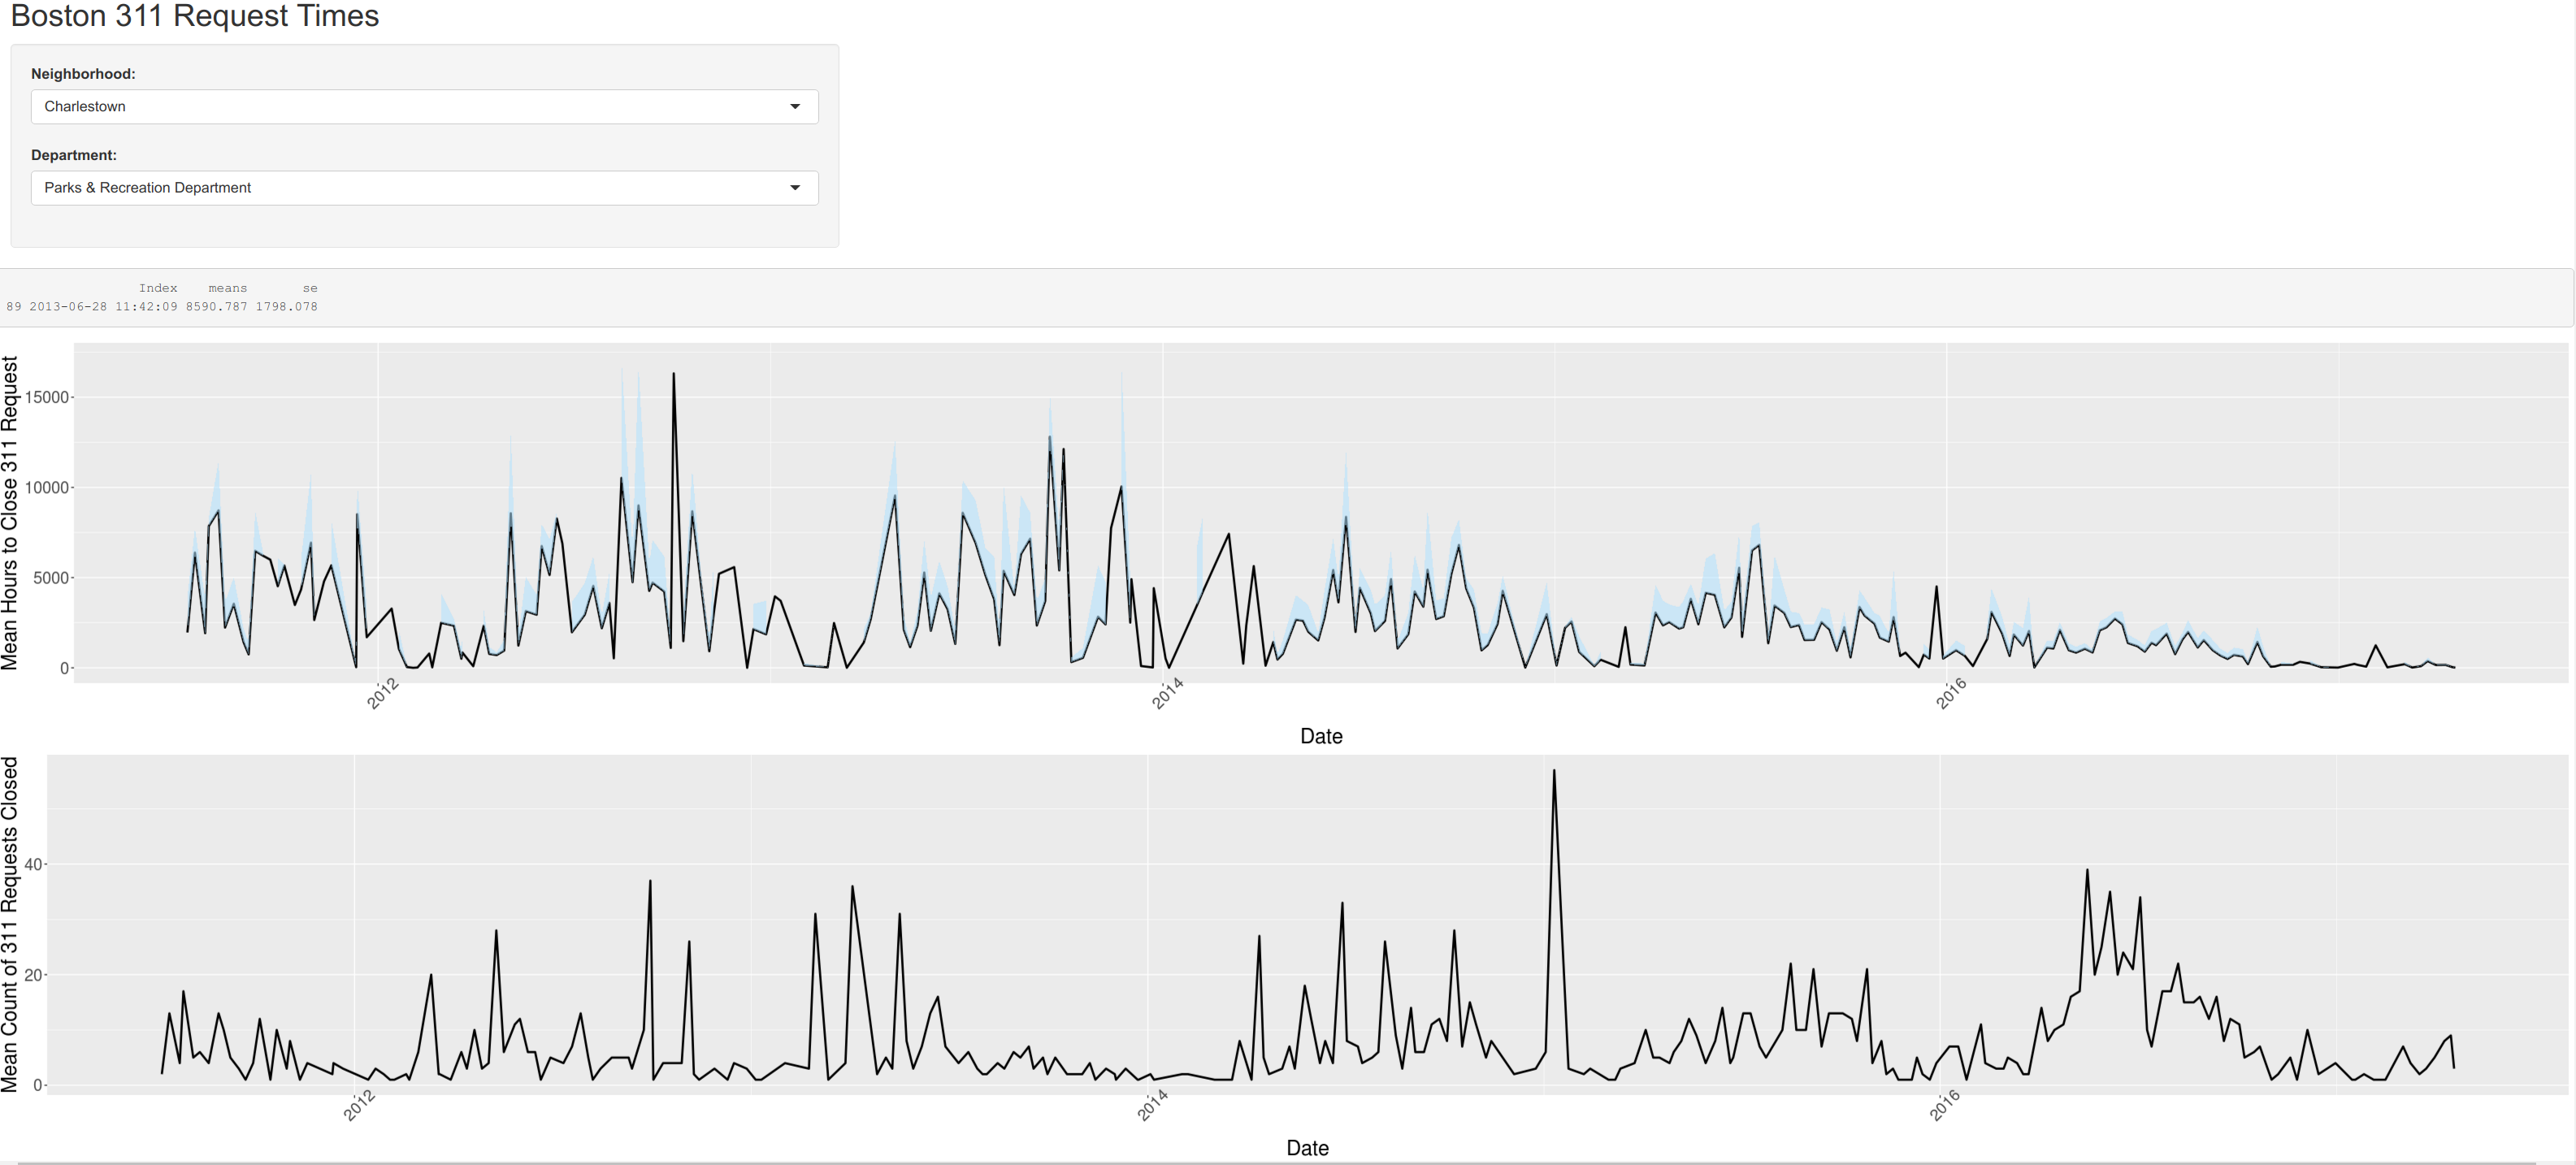 Boston 311 Request Times
Neighborhood:
Charlestown
Department:
Parks & Recreation Department
Index means se
89 2013-06-28 11:42:09 8590.787 1798.078
Mean Hours to Close 311 Request
15000
10000
5000
0
2012
2014
2016
Date
Mean Count of 311 Requests Closed
40
20
0
2012
2014
2016
Date